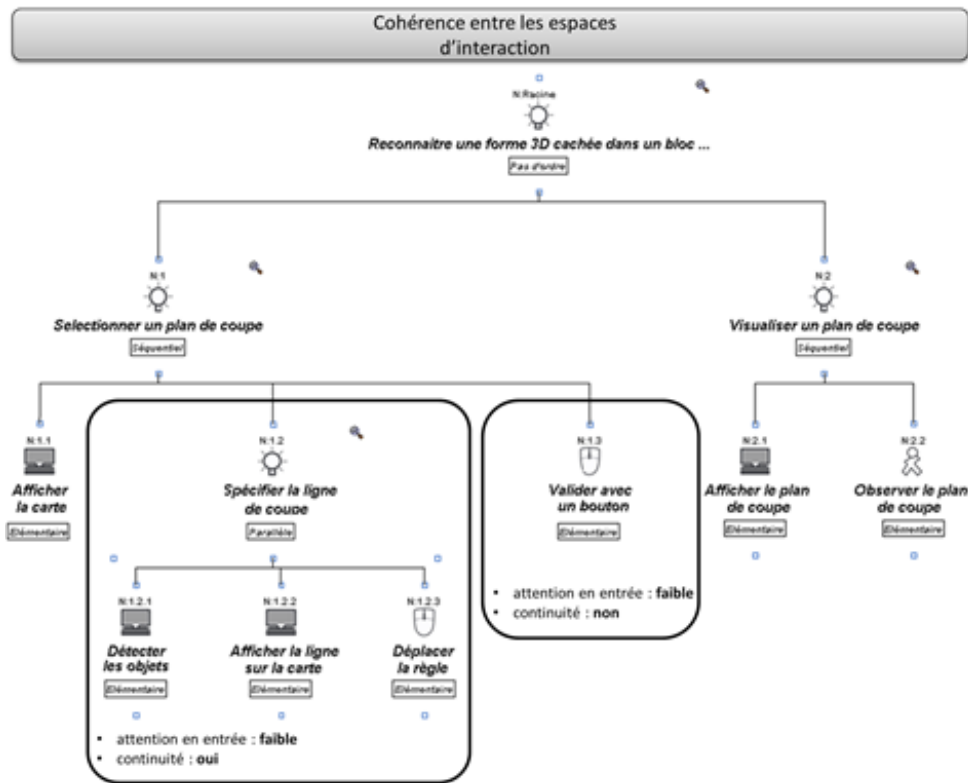 Cohérence entre les espaces
d'interaction
N:Racine
Reconnaitre une forme 3D cachée dans un bloc ...
Pas d'ordre
N:1
Selectionner un plan de coupe
Séquentiel
N:2
Visualiser un plan de coupe
Séquentiel
N:1.1
Afficher
la carte
Elémentaire
N:1.2
Spécifier la ligne
de coupe
Parallèle
N:1.3
Valider avec
un bouton
Elémentaire
N:2.1
Afficher le plan
de coupe
Elémentaire
N:2.2
Observer le plan
de coupe
Elémentaire
N:1.2.1
Détecter
les objets
Elémentaire
N:1.2.2
Afficher la ligne
sur la carte
Elémentaire
N:1.2.3
Déplacer
la règle
Elémentaire
• attention en entrée : faible
• continuité : oui
• attention en entrée : faible
• continuité : non